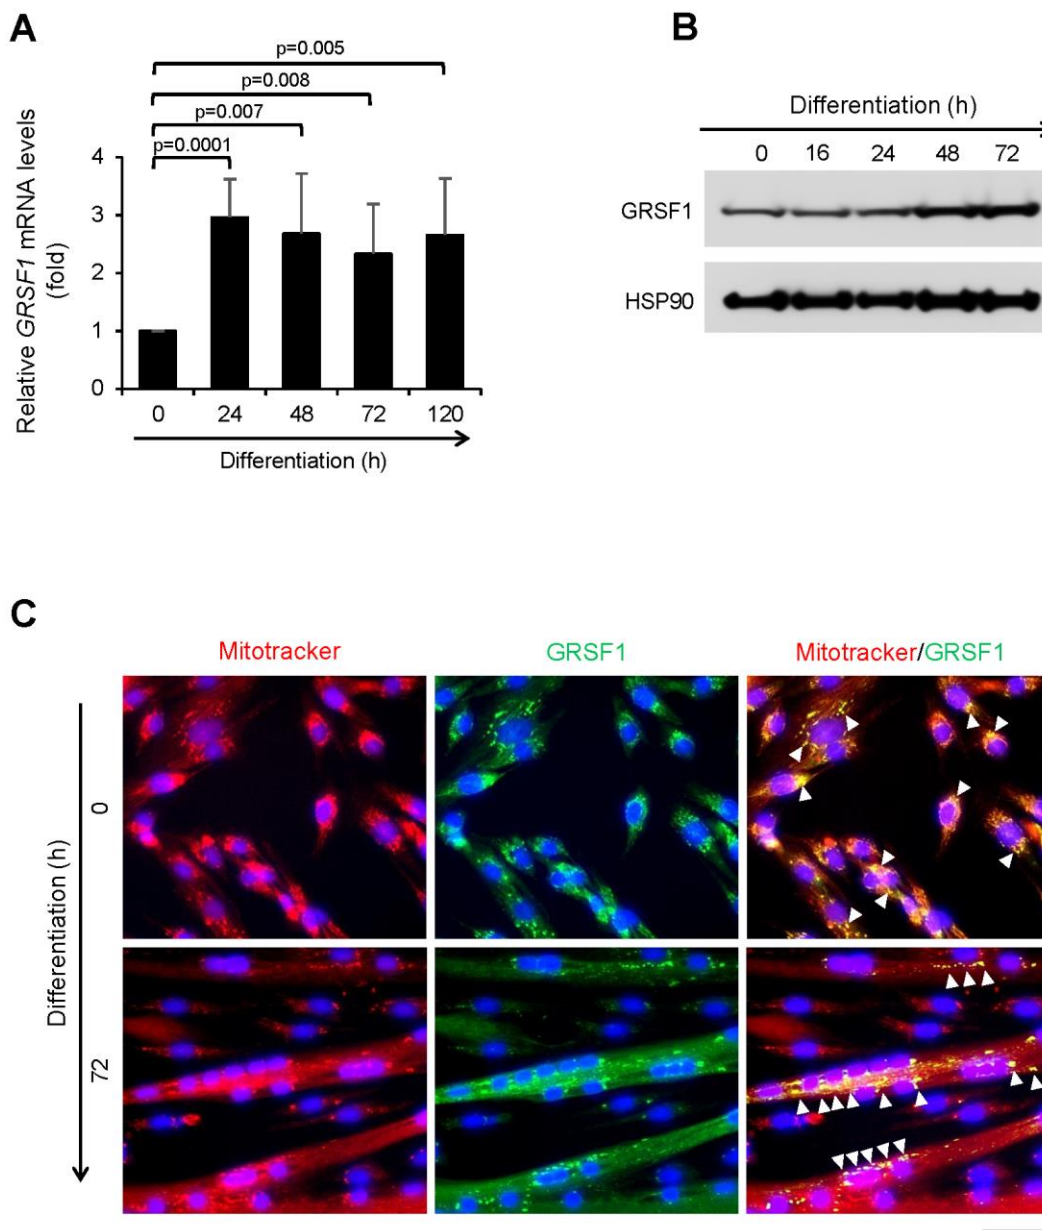 A
p=0.005
p=0.008
p=0.007
p=0.0001
Relative GRSF1 mRNA levels
(fold)
4
3
2
1
0
0 24 48 72 120
Differentiation (h)
B
Differentiation (h)
0 16 24 48 72
GRSF1
HSP90
C
Mitotracker GRSF1 Mitotracker/GRSF1
Differentiation (h)
0
72